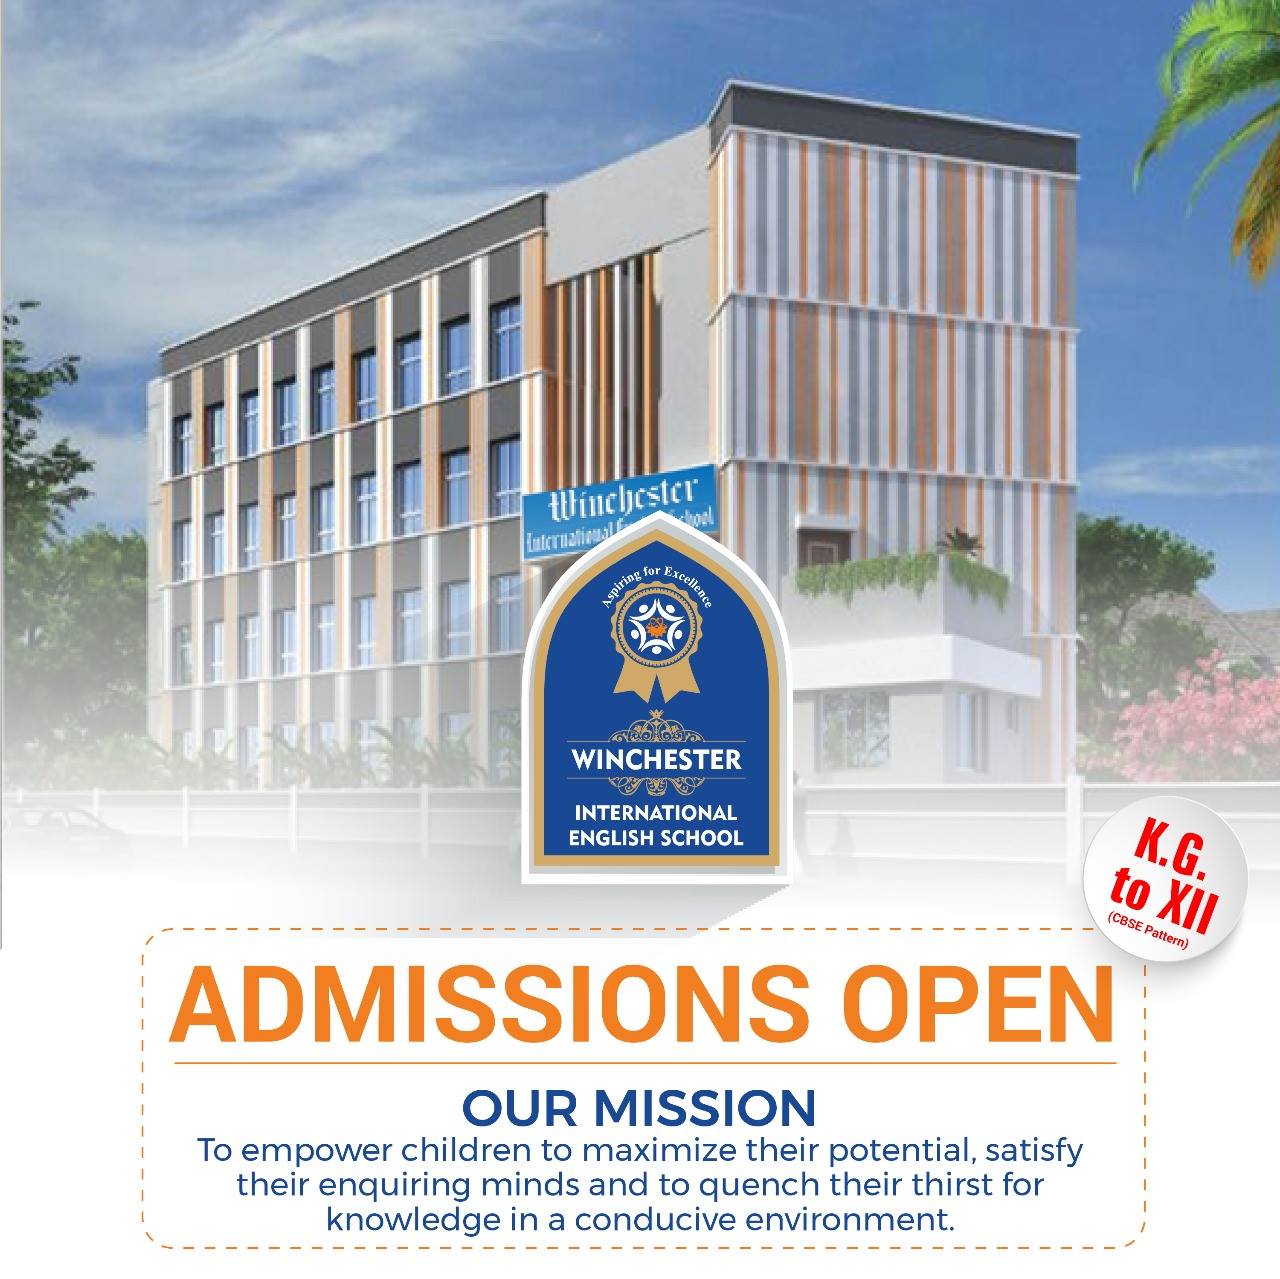 Winchester
International
School
Aspiring for Excellence
WINCHESTER
INTERNATIONAL
ENGLISH SCHOOL
K.G.
to XII
(CBSE Pattern)
ADMISSIONS OPEN
OUR MISSION
To empower children to maximize their potential, satisfy
their enquiring minds and to quench their thirst for
knowledge in a conducive environment.